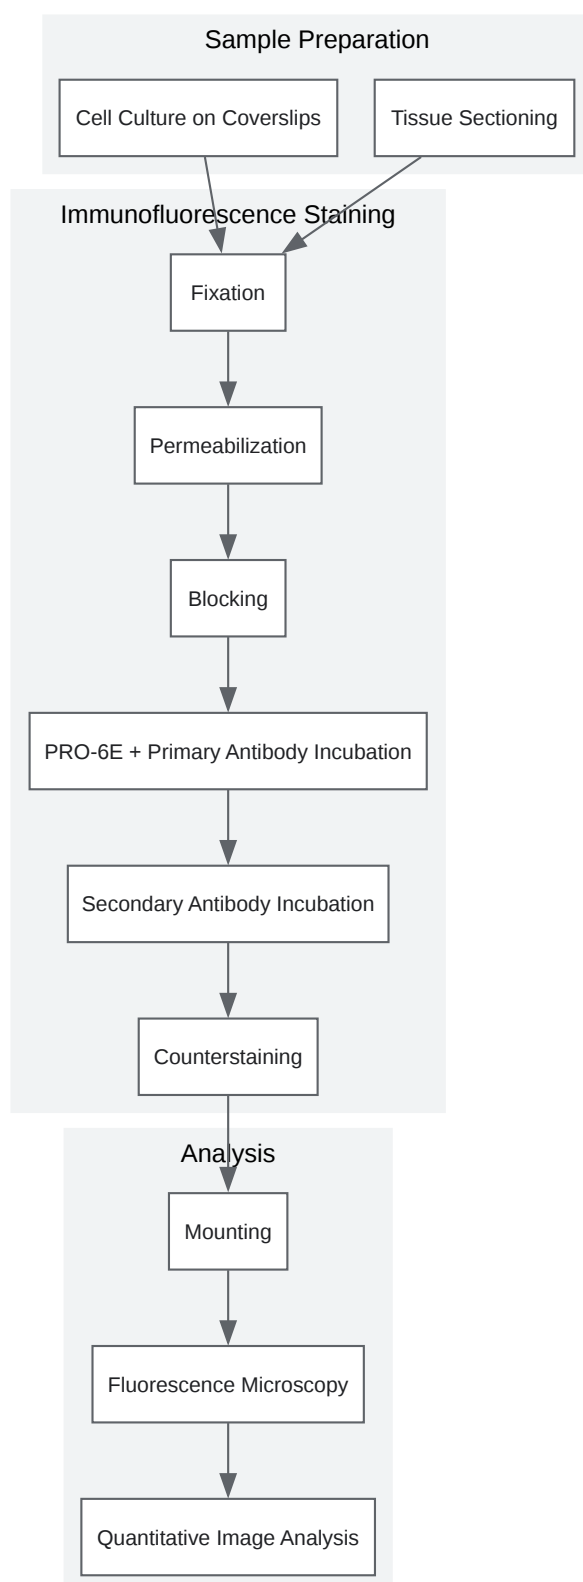 Sample Preparation
Cell Culture on Coverslips
Tissue Sectioning
Immunofluorescence Staining
Fixation
Permeabilization
Blocking
PRO-6E + Primary Antibody Incubation
Secondary Antibody Incubation
Counterstaining
Analysis
Mounting
Fluorescence Microscopy
Quantitative Image Analysis